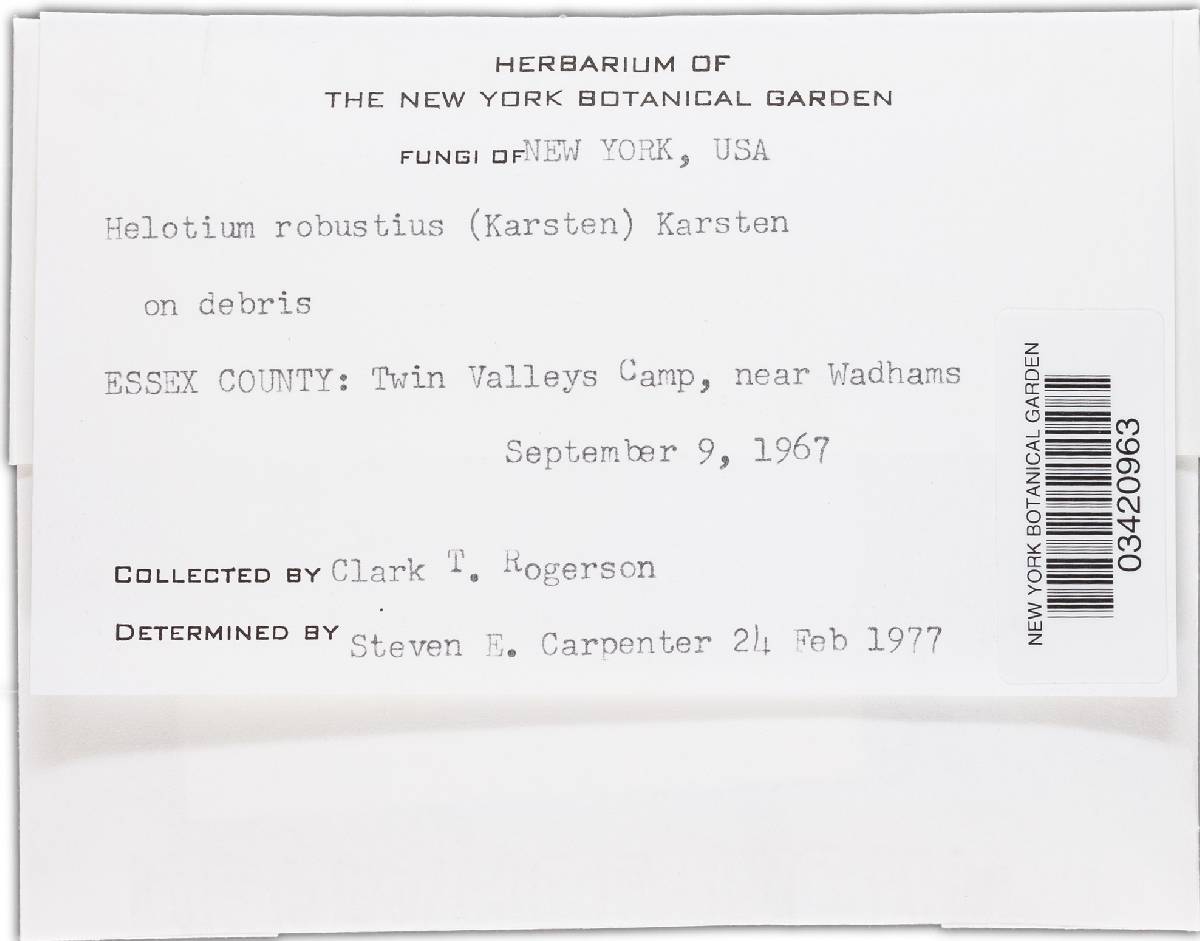 HERBARIUM OF
THE NEW YORK BOTANICAL GARDEN
FUNGI OF NEW YORK, USA
Helotium robustius (Karsten) Karsten
on debris
ESSEX COUNTY: Twin Valleys Camp, near Wadhams
September 9, 1967
COLLECTED BY Clark T. Rogerson
DETERMINED BY Steven E. Carpenter 24 Feb 1977
NEW YORK BOTANICAL GARDEN
03420963